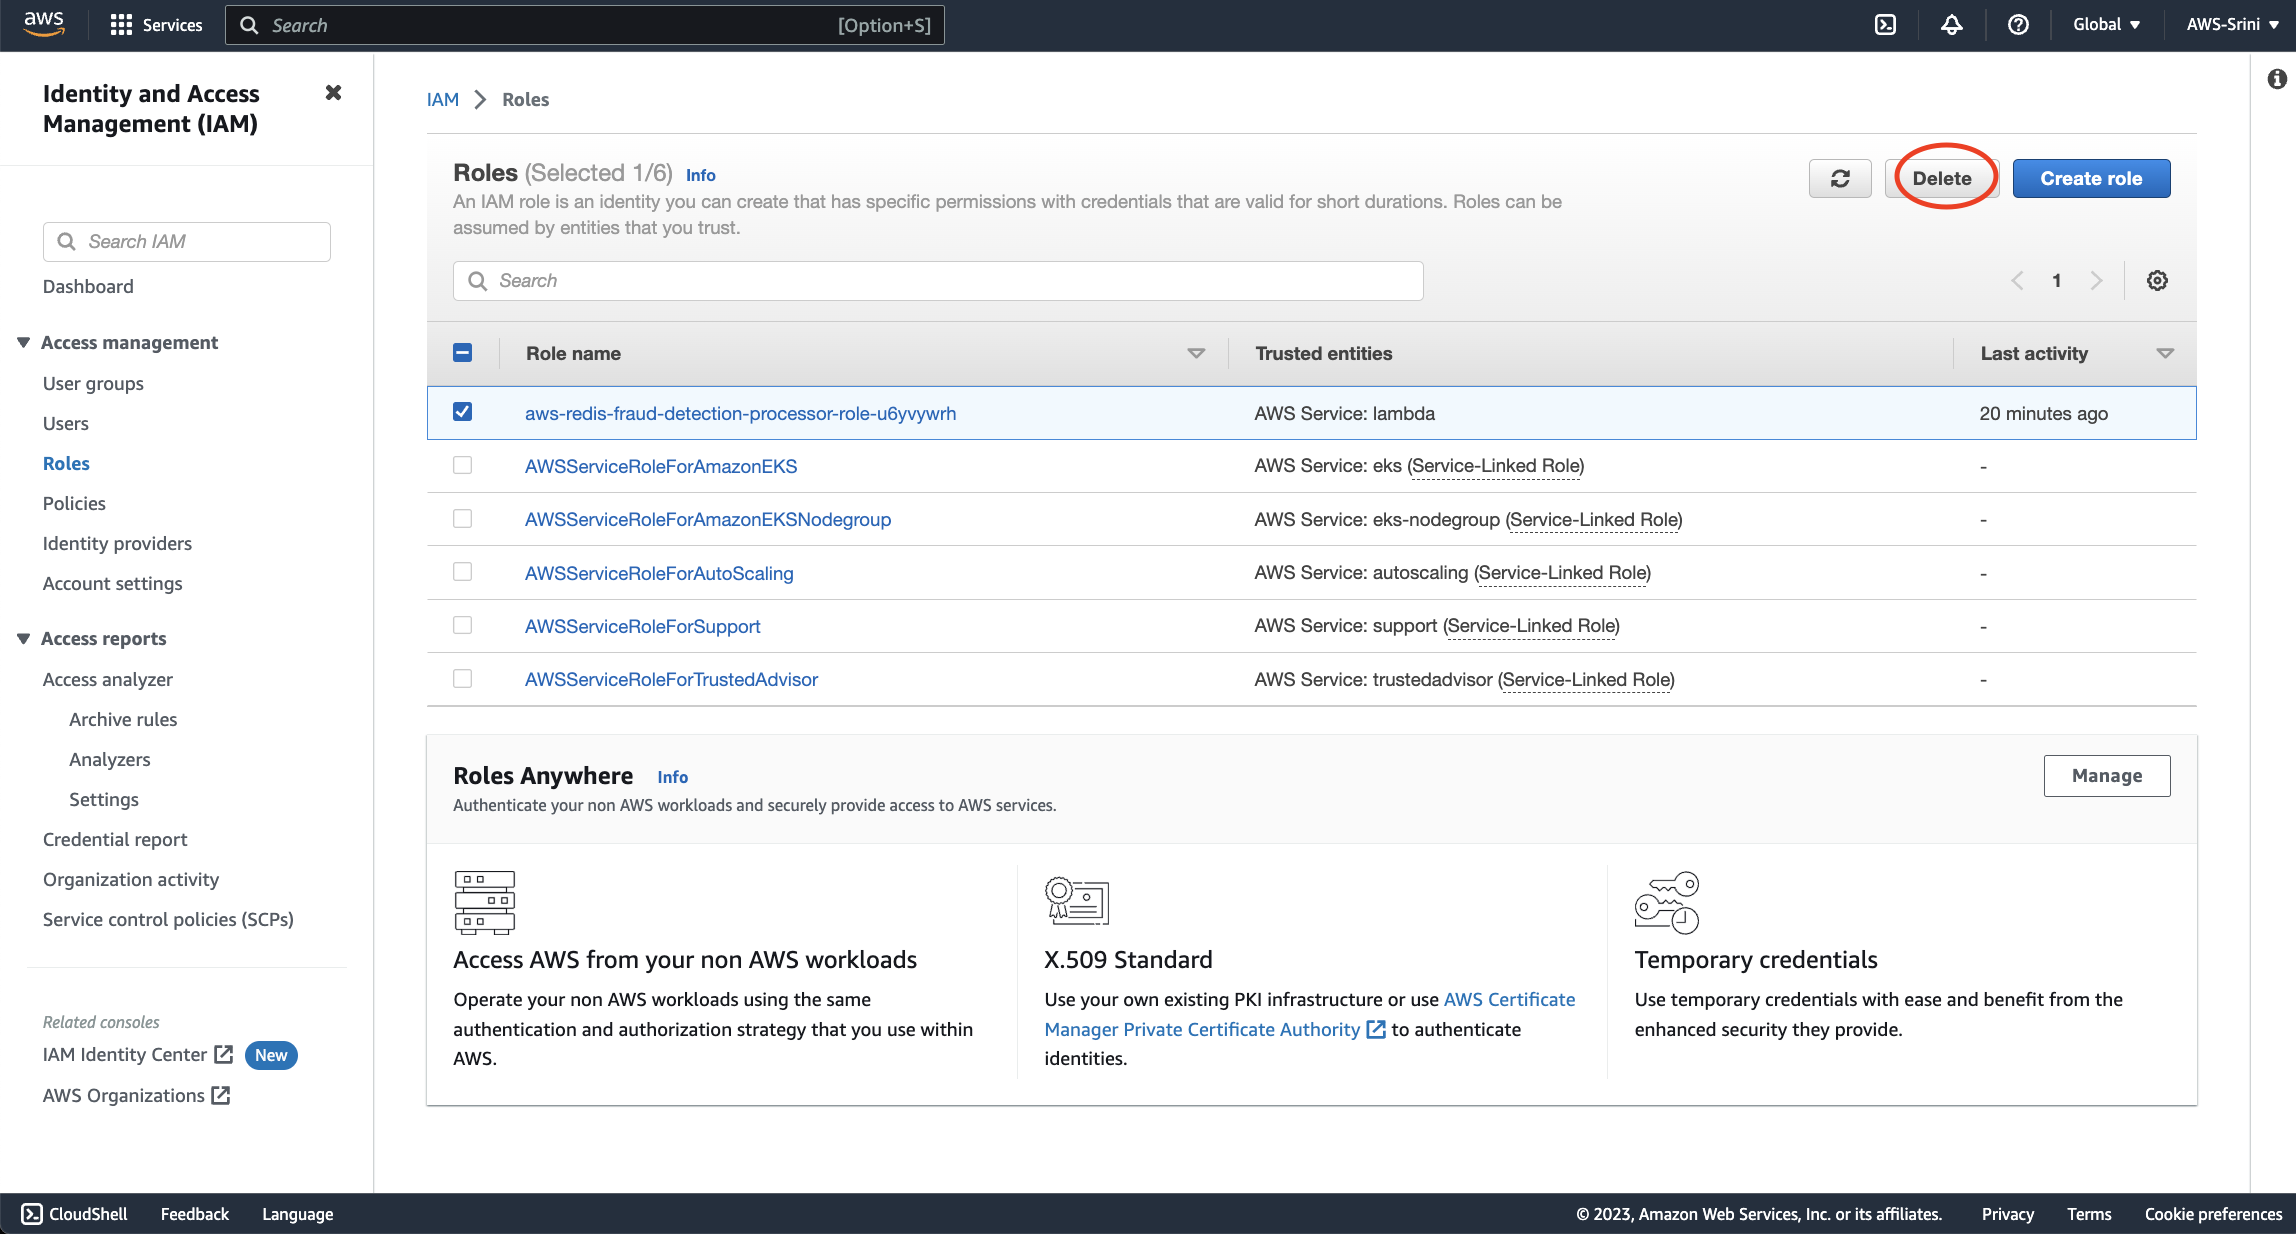 aws
Services
Search
[Option+S]
Global
AWS-Srini
Identity and Access
Management (IAM)
Search IAM
Dashboard
Access management
User groups
Users
Roles
Policies
Identity providers
Account settings
Access reports
Access analyzer
Archive rules
Analyzers
Settings
Credential report
Organization activity
Service control policies (SCPs)
Related consoles
IAM Identity Center New
AWS Organizations
IAM > Roles
Roles (Selected 1/6) Info
An IAM role is an identity you can create that has specific permissions with credentials that are valid for short durations. Roles can be
assumed by entities that you trust.
Delete
Create role
Search
1
Role name Trusted entities Last activity
aws-redis-fraud-detection-processor-role-u6yvywrh AWS Service: lambda 20 minutes ago
AWSServiceRoleForAmazonEKS AWS Service: eks (Service-Linked Role) -
AWSServiceRoleForAmazonEKSNodegroup AWS Service: eks-nodegroup (Service-Linked Role) -
AWSServiceRoleForAutoScaling AWS Service: autoscaling (Service-Linked Role) -
AWSServiceRoleForSupport AWS Service: support (Service-Linked Role) -
AWSServiceRoleForTrustedAdvisor AWS Service: trustedadvisor (Service-Linked Role) -
Roles Anywhere Info
Authenticate your non AWS workloads and securely provide access to AWS services.
Manage
Access AWS from your non AWS workloads
Operate your non AWS workloads using the same
authentication and authorization strategy that you use within
AWS.
X.509 Standard
Use your own existing PKI infrastructure or use AWS Certificate
Manager Private Certificate Authority to authenticate
identities.
Temporary credentials
Use temporary credentials with ease and benefit from the
enhanced security they provide.
CloudShell Feedback Language
© 2023, Amazon Web Services, Inc. or its affiliates. Privacy Terms Cookie preferences